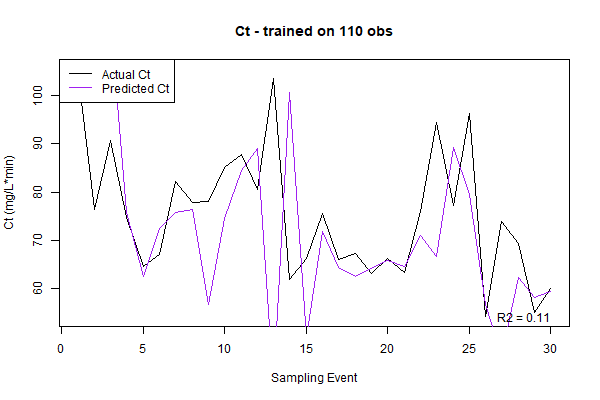 Ct - trained on 110 obs
Actual Ct
Predicted Ct
Ct (mg/L*min)
100
90
80
70
60
R2 = 0.11
0 5 10 15 20 25 30
Sampling Event